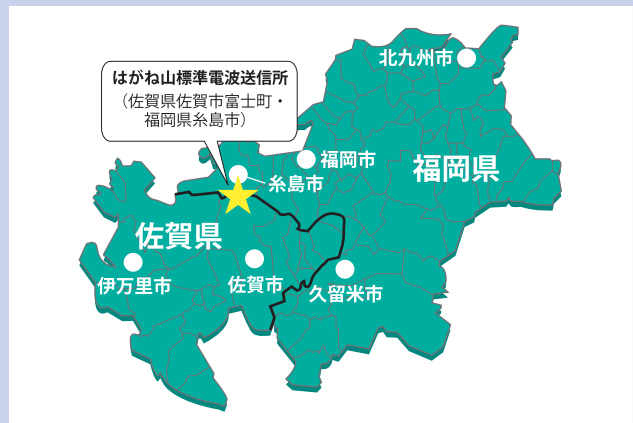 北九州市
はがね山標準電波送信所
（佐賀県佐賀市富士町・
福岡県糸島市）
福岡市
福岡県
糸島市
佐賀県
伊万里市
佐賀市
久留米市